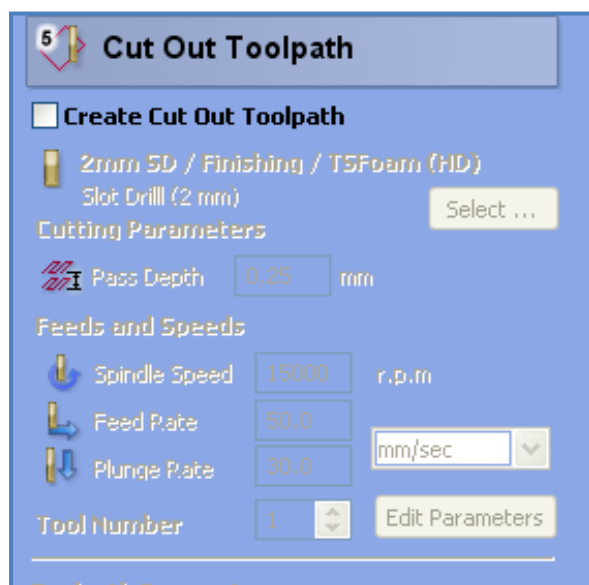 5 Cut Out Toolpath
Create Cut Out Toolpath
2mm SD / Finishing / TSFoam (HD)
Slot Drilll (2 mm)
Select ...
Cutting Parameters
Pass Depth 0.25 mm
Feeds and Speeds
Spindle Speed 15000 r.p.m
Feed Rate 50.0
mm/sec
Plunge Rate 30.0
Tool Number 1 Edit Parameters